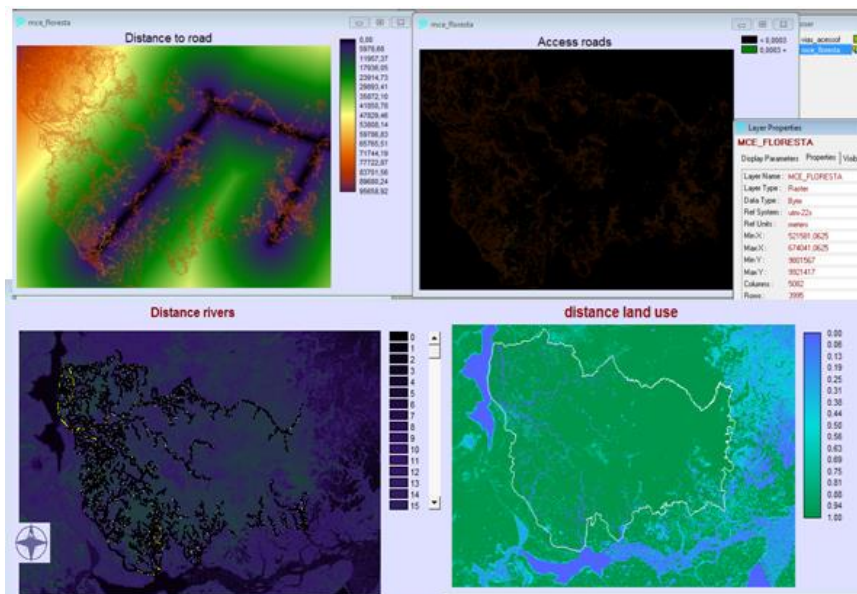 mce_floresta
Distance to road
0,00
5978,68
11957,37
17936,05
23914,73
29893,41
35872,10
41850,78
47829,46
53808,14
59786,83
65765,51
71744,19
77722,87
83701,56
89680,24
95658,92
mce_floresta
Access roads
< 0,0003
0,0003 +
mce_floresta
Layer Properties
MCE_FLORESTA
Display Parameters Properties
Layer Name : MCE_FLORESTA
Layer Type : Raster
Data Type : Byte
Ref System : utm-22s
Ref Units : meters
Min X : 521581,0625
Max X : 674041,0625
Min Y : 9801567
Max Y : 9921417
Columns : 5082
Rows : 3995
Distance rivers
0
1
2
3
4
5
6
7
8
9
10
11
12
13
14
15
distance land use
0.00
0.06
0.13
0.19
0.25
0.31
0.38
0.44
0.50
0.56
0.63
0.69
0.75
0.81
0.88
0.94
1.00